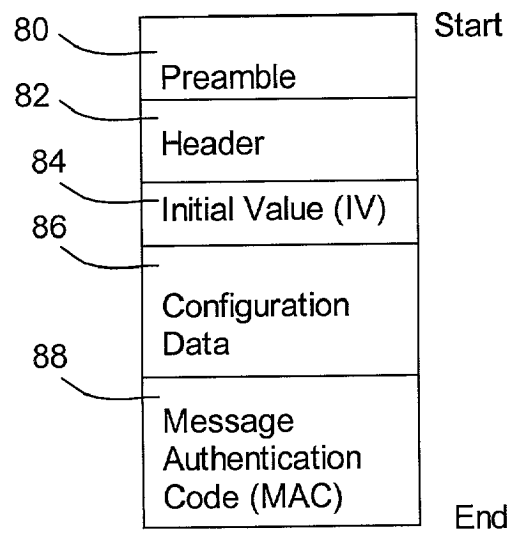 80
Start
Preamble
82
Header
84
Initial Value (IV)
86
Configuration
Data
88
Message
Authentication
Code (MAC)
End